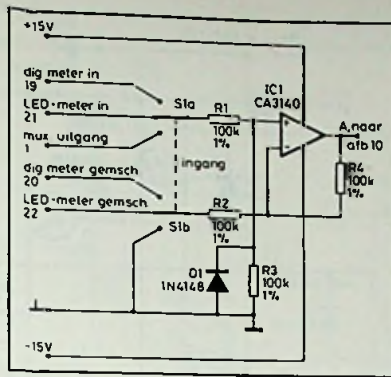 +15V
dig meter in
19
LED-meter in
21
mux uitgang
1
dig meter gemsch
20
LED-meter gemsch
22
S1a
ingang
S1b
R1
100k
1%
R2
100k
1%
IC1
CA3140
A, naar
afb 10
R4
100k
1%
D1
1N4148
R3
100k
1%
-15V